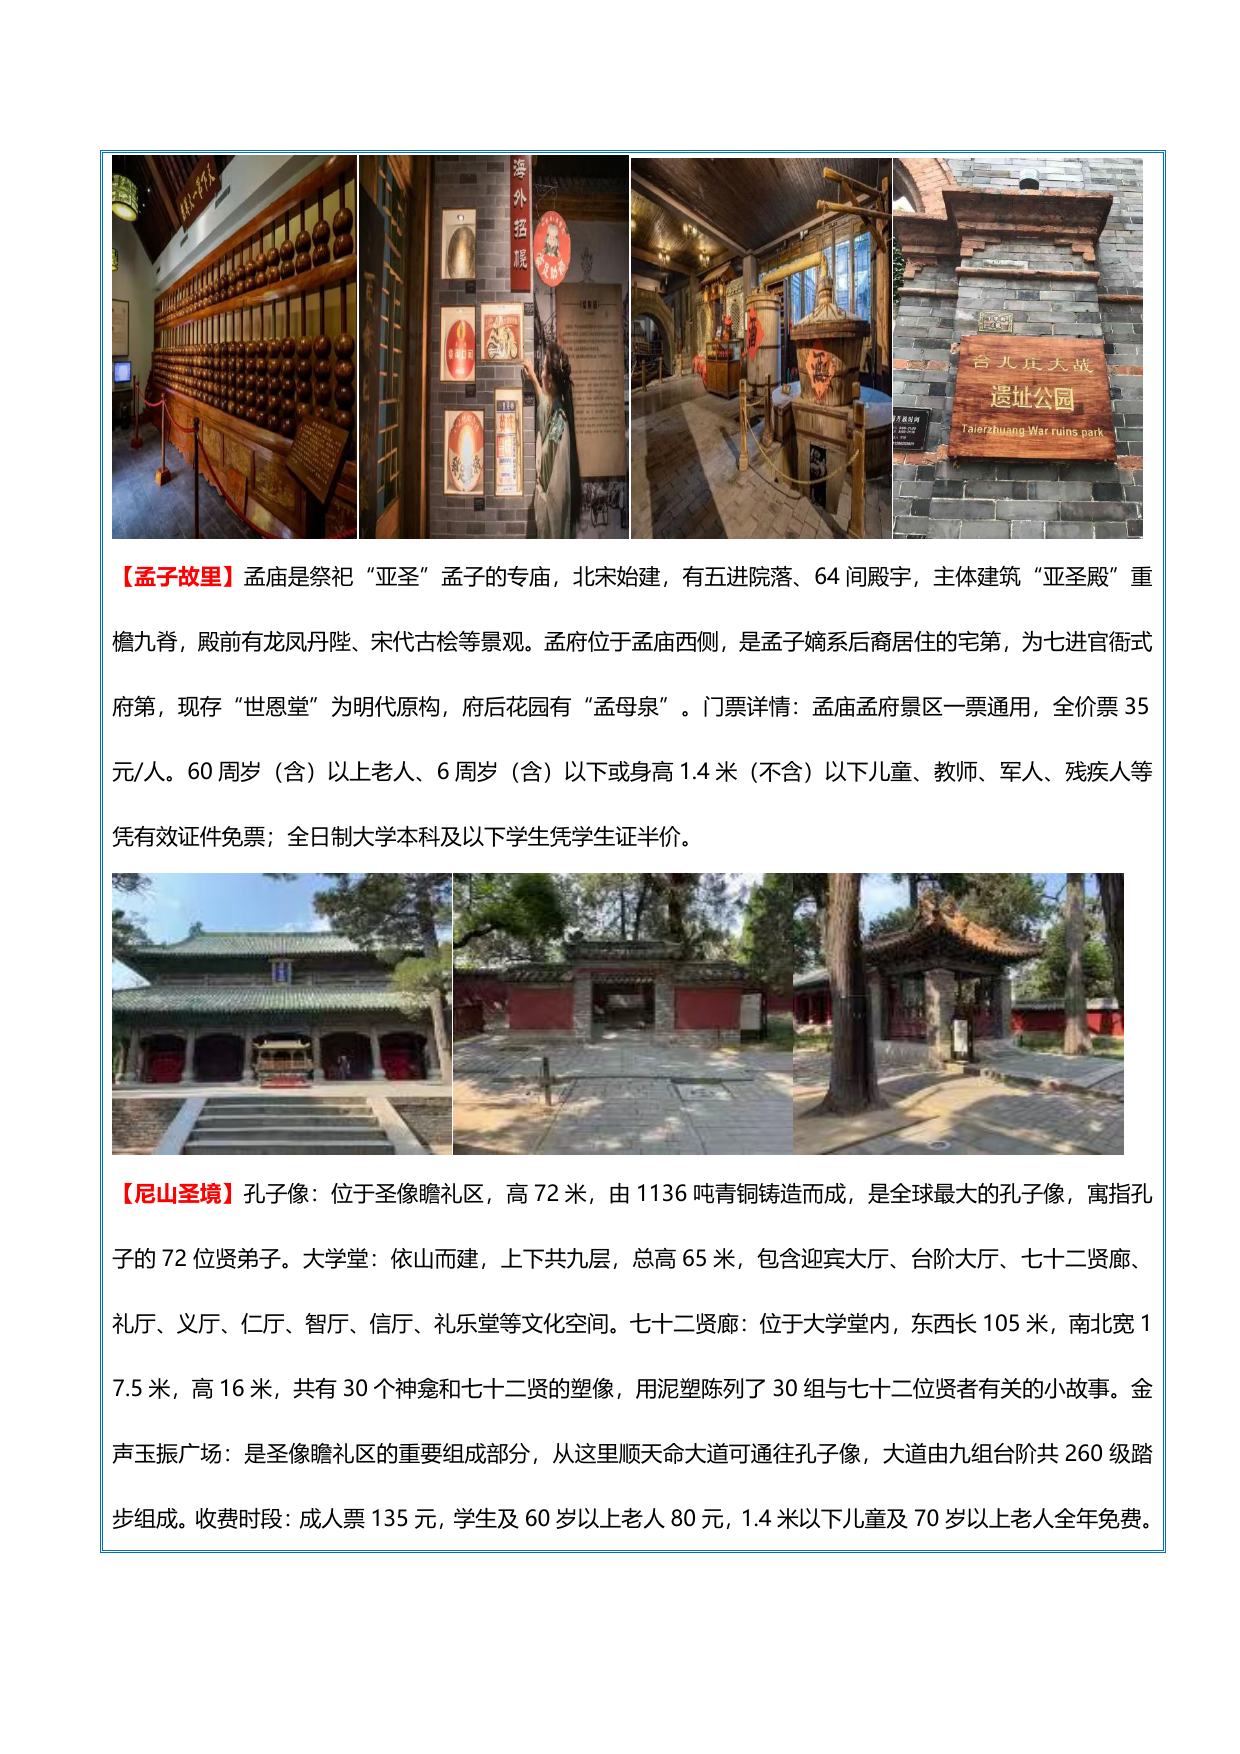 海外招幌
酒
酒
台儿庄大战
遗址公园
Taierzhuang War ruins park
【孟子故里】孟庙是祭祀“亚圣”孟子的专庙，北宋始建，有五进院落、64 间殿宇，主体建筑“亚圣殿”重
檐九脊，殿前有龙凤丹陛、宋代古桧等景观。孟府位于孟庙西侧，是孟子嫡系后裔居住的宅第，为七进官衙式
府第，现存“世恩堂”为明代原构，府后花园有“孟母泉”。门票详情：孟庙孟府景区一票通用，全价票 35
元/人。60 周岁（含）以上老人、6 周岁（含）以下或身高 1.4 米（不含）以下儿童、教师、军人、残疾人等
凭有效证件免票；全日制大学本科及以下学生凭学生证半价。
【尼山圣境】孔子像：位于圣像瞻礼区，高 72 米，由 1136 吨青铜铸造而成，是全球最大的孔子像，寓指孔
子的 72 位贤弟子。大学堂：依山而建，上下共九层，总高 65 米，包含迎宾大厅、台阶大厅、七十二贤廊、
礼厅、义厅、仁厅、智厅、信厅、礼乐堂等文化空间。七十二贤廊：位于大学堂内，东西长 105 米，南北宽 1
7.5 米，高 16 米，共有 30 个神龛和七十二贤的塑像，用泥塑陈列了 30 组与七十二位贤者有关的小故事。金
声玉振广场：是圣像瞻礼区的重要组成部分，从这里顺天命大道可通往孔子像，大道由九组台阶共 260 级踏
步组成。收费时段：成人票 135 元，学生及 60 岁以上老人 80 元，1.4 米以下儿童及 70 岁以上老人全年免费。